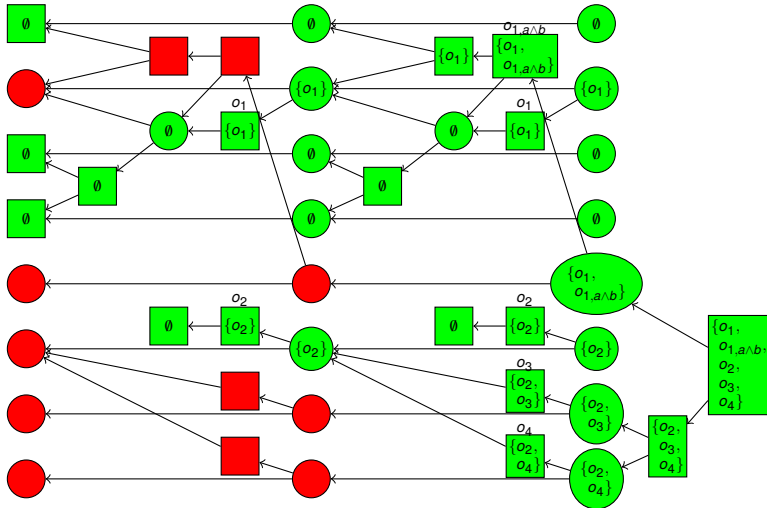 ∅
∅
∅
o₁,ₐ∧b
{o₁}
{o₁,
o₁,ₐ∧b}
{o₁}
{o₁}
o₁
o₁
∅
{o₁}
∅
{o₁}
∅
∅
∅
∅
∅
∅
∅
∅
{o₁,
o₁,ₐ∧b}
o₂
o₂
∅
{o₂}
∅
{o₂}
{o₂}
{o₂}
{o₁,
o₁,ₐ∧b,
o₂,
o₃,
o₄}
o₃
{o₂,
o₃}
{o₂,
o₃}
o₄
{o₂,
o₄}
{o₂,
o₃,
o₄}
{o₂,
o₄}